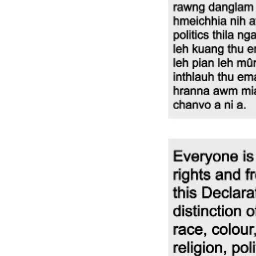 rawng danglam
hmeichhia nih a
politics thila nga
leh kuang thu e
leh pian leh mûr
inthlauh thu ema
hranna awm mia
chanvo a ni a.
Everyone is
rights and fr
this Declarat
distinction o
race, colour,
religion, poli